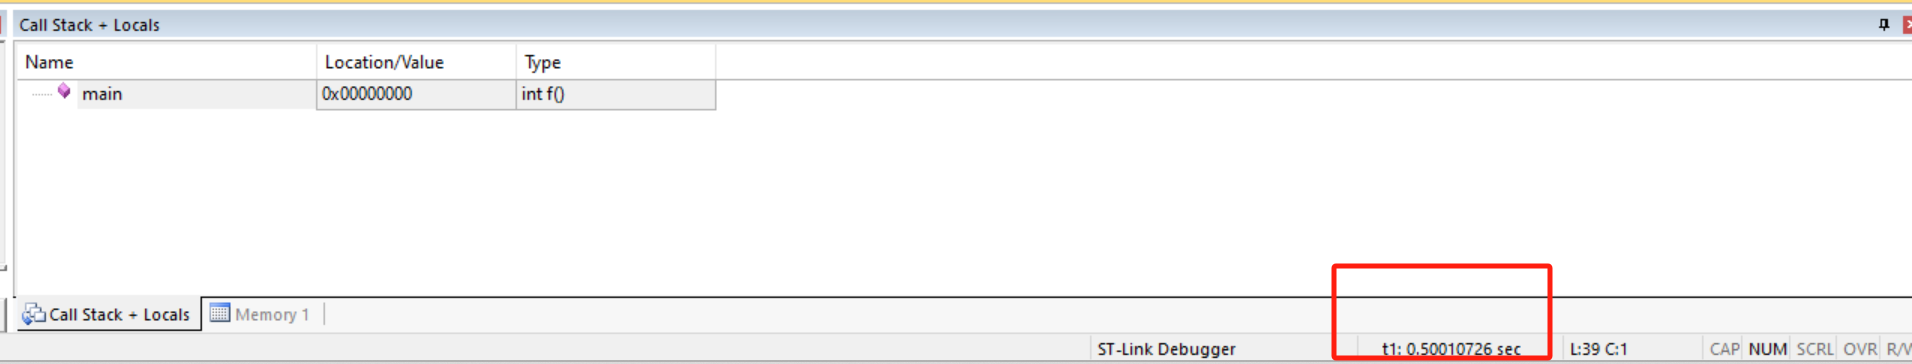 Call Stack + Locals
Name Location/Value Type
main 0x00000000 int f()
Call Stack + Locals Memory 1
ST-Link Debugger t1: 0.50010726 sec L:39 C:1 CAP NUM SCRL OVR R/